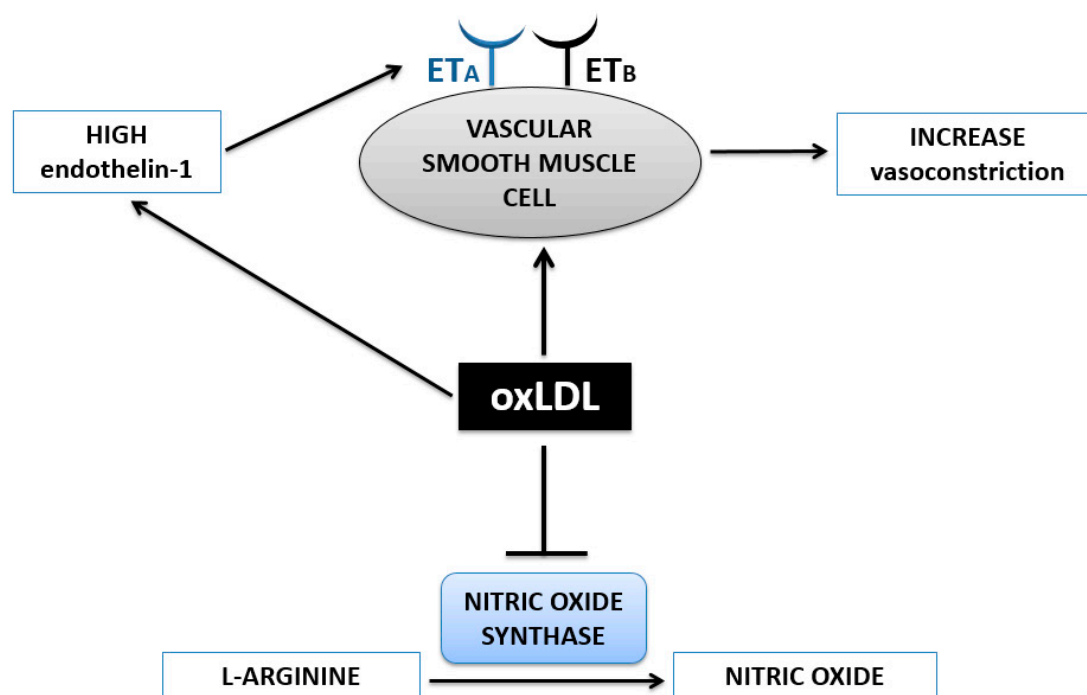 ETA
ETB
HIGH
endothelin-1
VASCULAR
SMOOTH MUSCLE
CELL
INCREASE
vasoconstriction
oxLDL
NITRIC OXIDE
SYNTHASE
L-ARGININE
NITRIC OXIDE